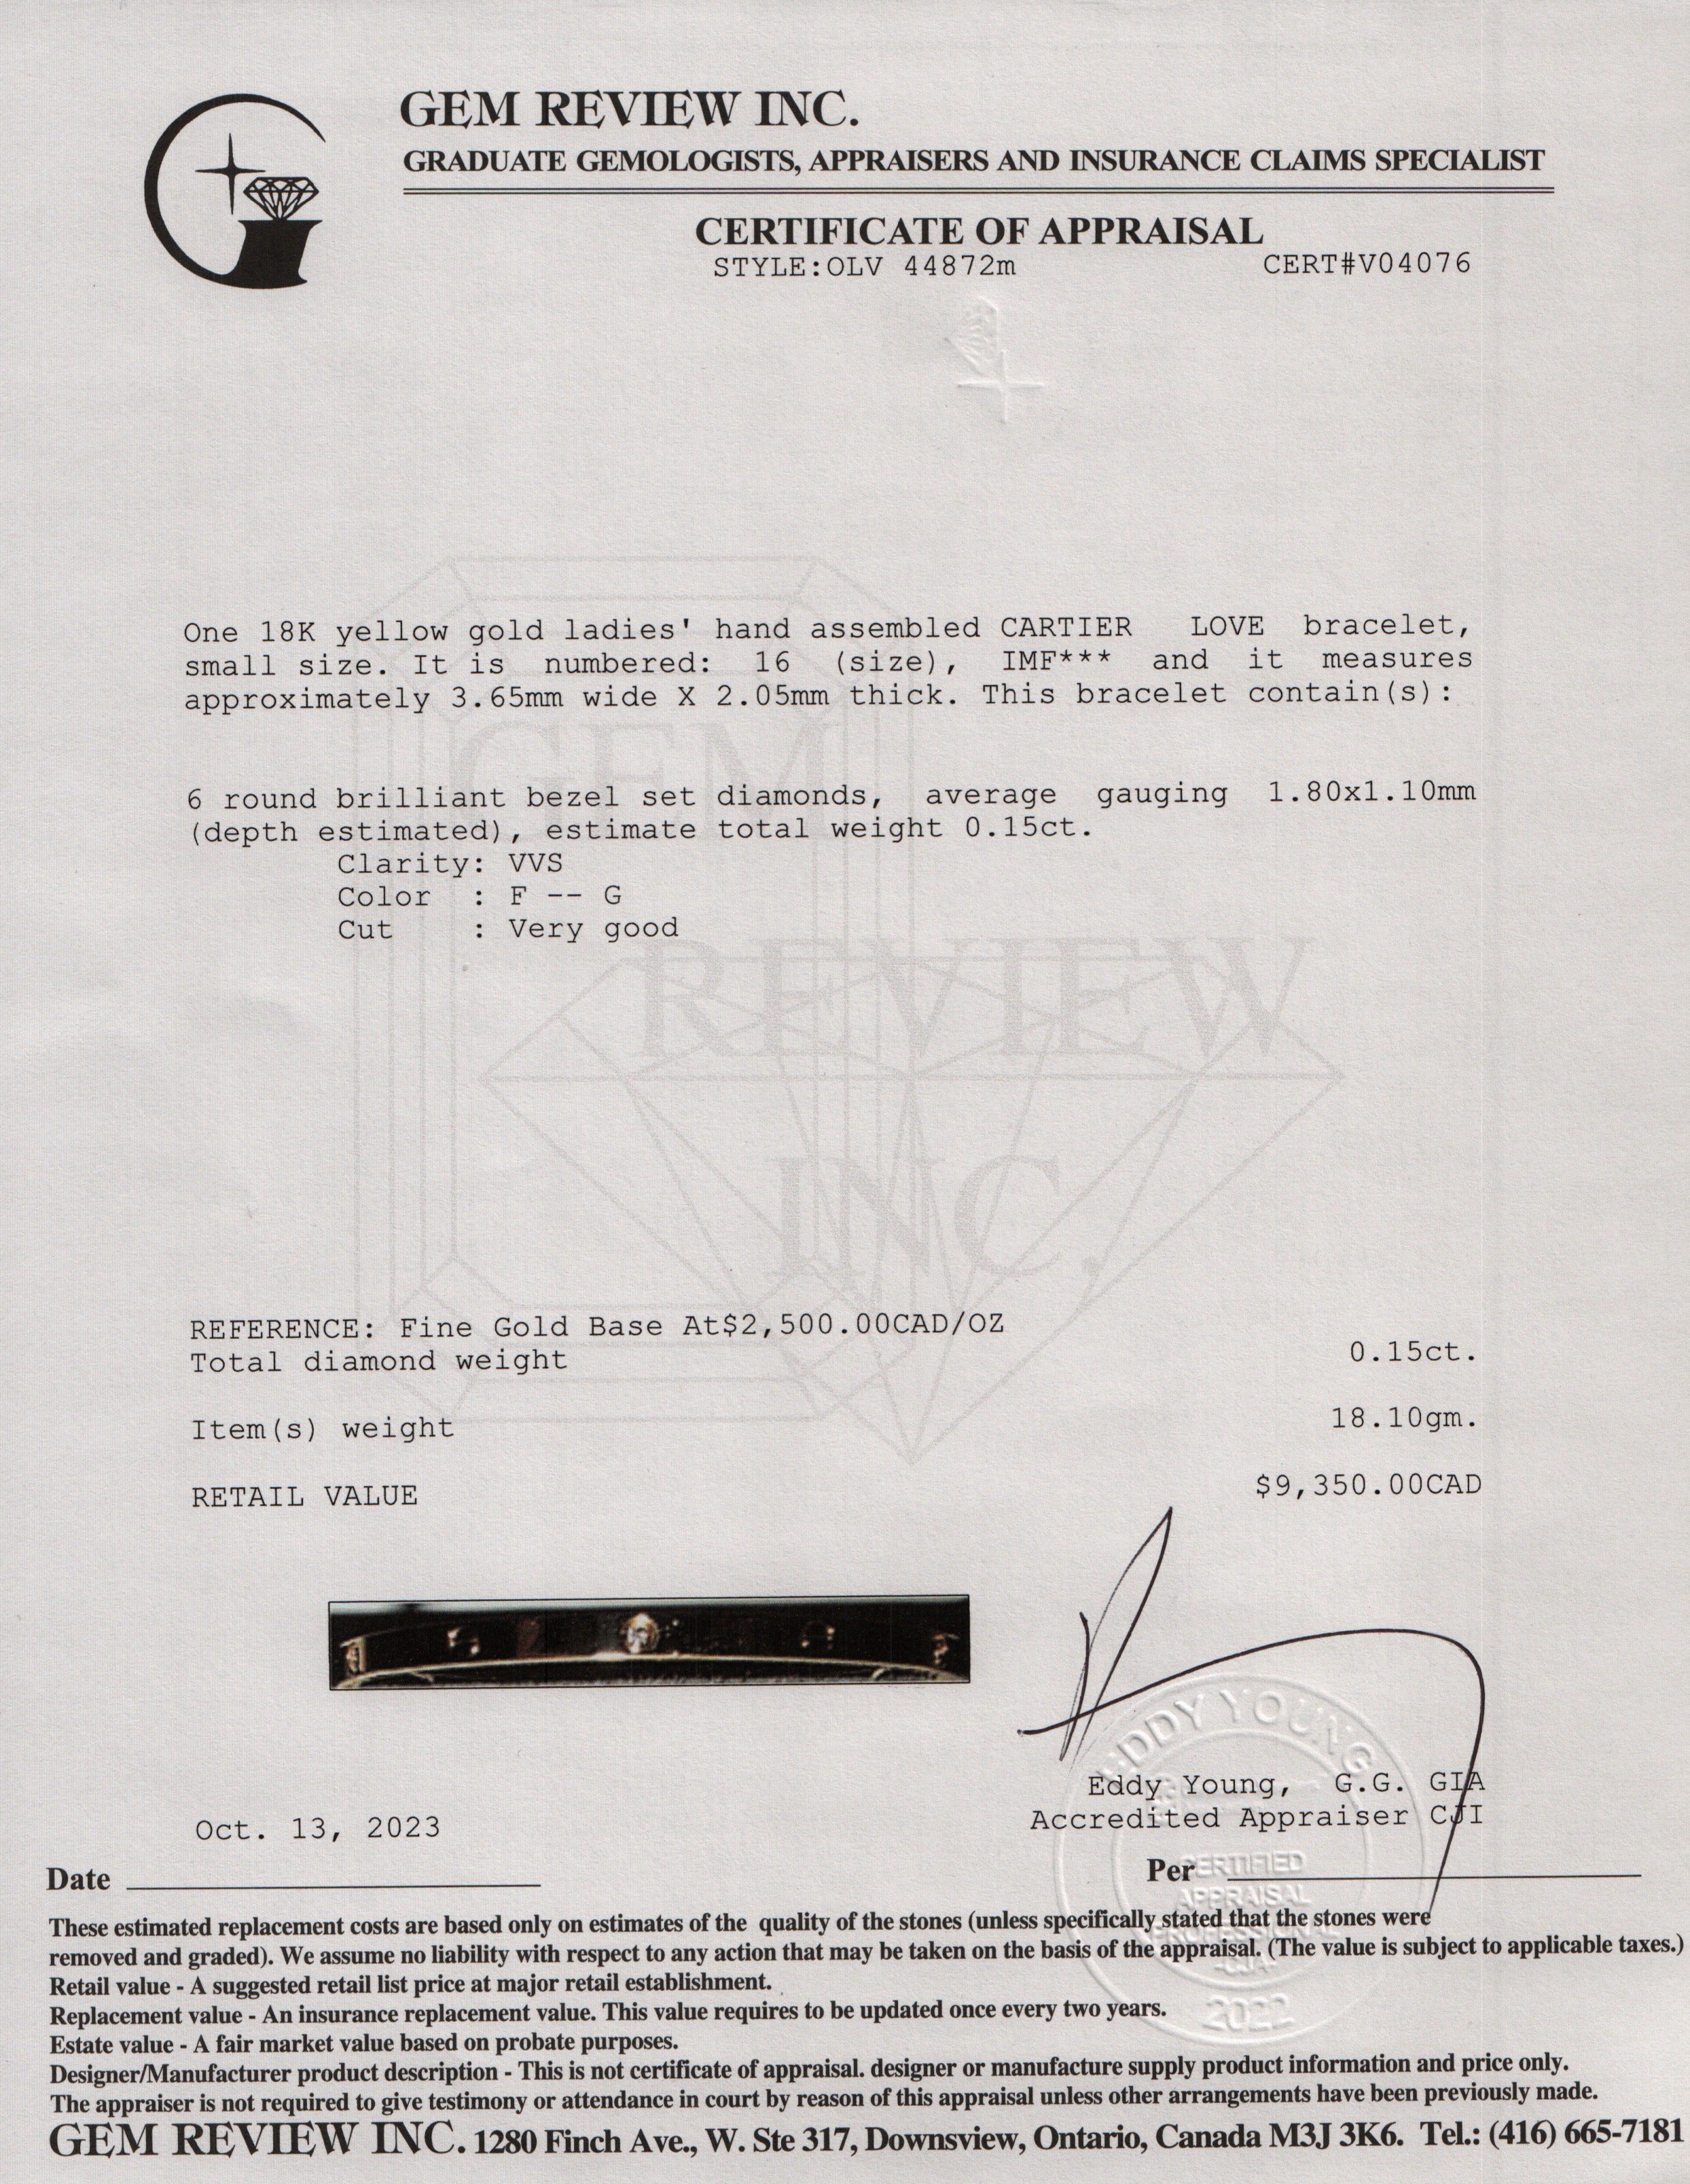 GEM REVIEW INC.
GRADUATE GEMOLOGISTS, APPRAISERS AND INSURANCE CLAIMS SPECIALIST
CERTIFICATE OF APPRAISAL
STYLE:OLV 44872m
CERT#V04076
One 18K yellow gold ladies' hand assembled CARTIER LOVE bracelet,
small size. It is numbered: 16 (size), IMF*** and it measures
approximately 3.65mm wide X 2.05mm thick. This bracelet contain(s):
GEM
6 round brilliant bezel set diamonds, average gauging 1.80x1.10mm
(depth estimated), estimate total weight 0.15ct.
Clarity: VVS
Color : F -- G
Cut : Very good
REVIEW
INC.
REFERENCE: Fine Gold Base At$2,500.00CAD/OZ
Total diamond weight 0.15ct.
Item(s) weight 18.10gm.
RETAIL VALUE $9,350.00CAD
EDDY YOUNG
Eddy Young, G.G. GIA
Accredited Appraiser CJI
Oct. 13, 2023
Date
Per
CERTIFIED
APPRAISAL
PROFESSIONAL
2022
These estimated replacement costs are based only on estimates of the quality of the stones (unless specifically stated that the stones were
removed and graded). We assume no liability with respect to any action that may be taken on the basis of the appraisal. (The value is subject to applicable taxes.)
Retail value - A suggested retail list price at major retail establishment.
Replacement value - An insurance replacement value. This value requires to be updated once every two years.
Estate value - A fair market value based on probate purposes.
Designer/Manufacturer product description - This is not certificate of appraisal. designer or manufacture supply product information and price only.
The appraiser is not required to give testimony or attendance in court by reason of this appraisal unless other arrangements have been previously made.
GEM REVIEW INC. 1280 Finch Ave., W. Ste 317, Downsview, Ontario, Canada M3J 3K6. Tel.: (416) 665-7181